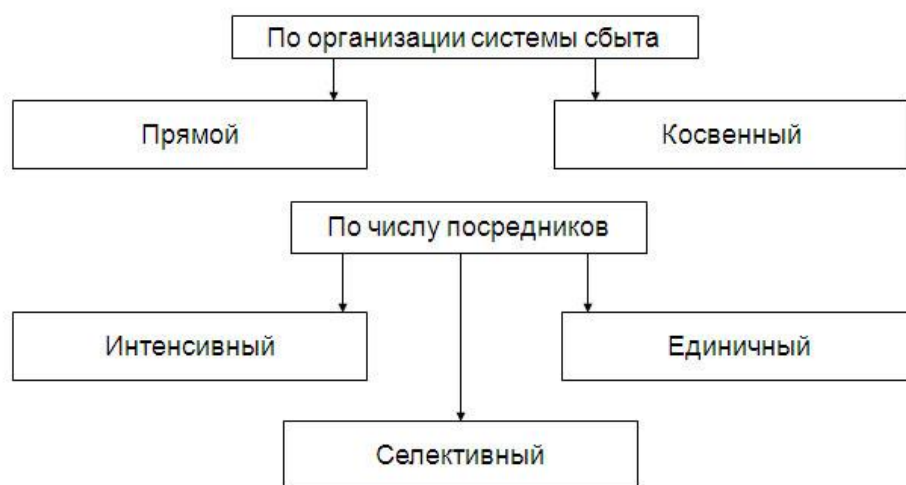 По организации системы сбыта
Прямой
Косвенный
По числу посредников
Интенсивный
Единичный
Селективный